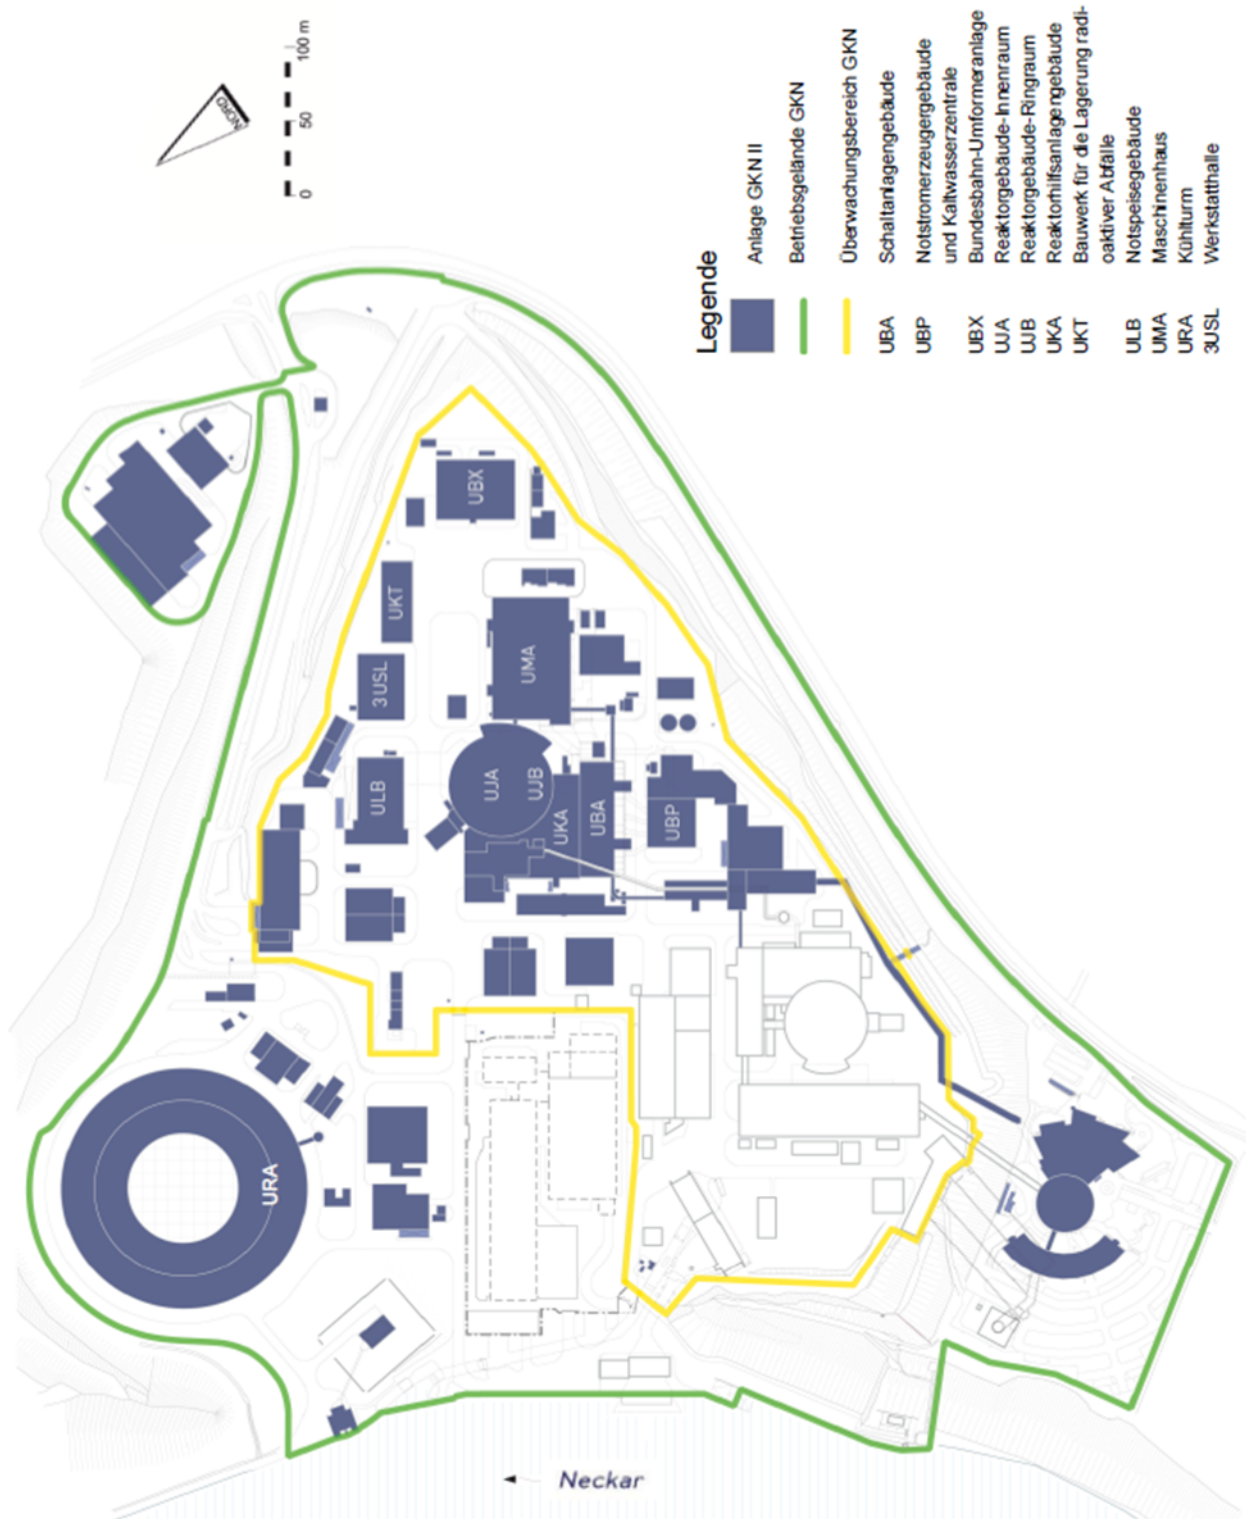 NORD
0 50 100 m
Legende
Anlage GKN II
Betriebsgelände GKN
Überwachungsbereich GKN
UBA Schaltanlagengebäude
UBP Notstromerzeugergebäude
und Kaltwasserzentrale
UBX Bundesbahn-Umformeranlage
UJA Reaktorgebäude-Innenraum
UJB Reaktorgebäude-Ringraum
UKA Reaktorhilfsanlagengebäude
UKT Bauwerk für die Lagerung radi-
oaktiver Abfälle
ULB Notspeisegebäude
UMA Maschinenhaus
URA Kühlturm
3USL Werkstatthalle
UBX
UKT
3USL
UMA
ULB
UJA
UJB
UKA
UBA
UBP
URA
Neckar